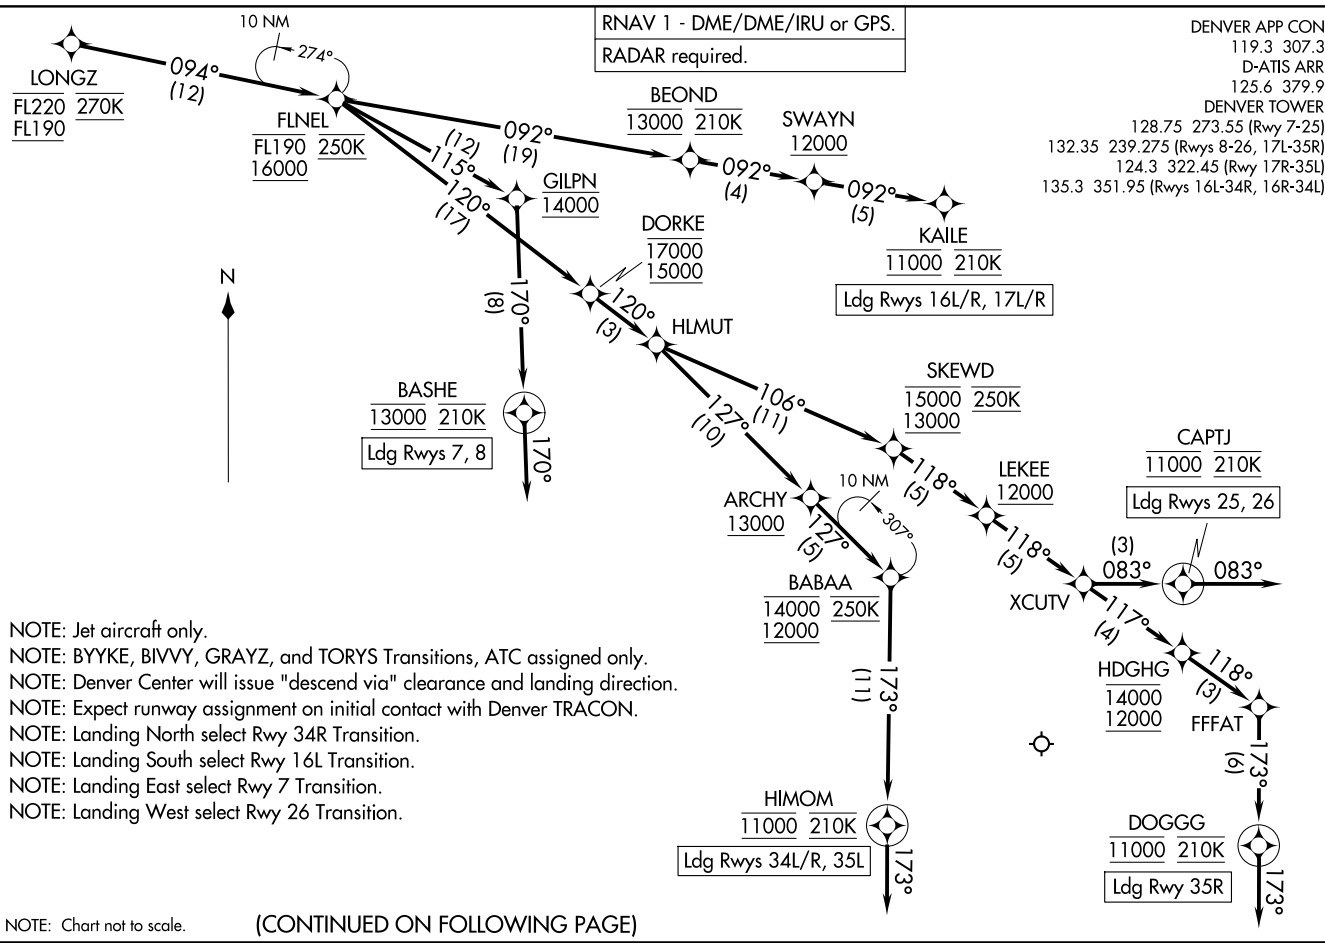 RNAV 1 - DME/DME/IRU or GPS.
RADAR required.
DENVER APP CON
119.3 307.3
D-ATIS ARR
125.6 379.9
DENVER TOWER
128.75 273.55 (Rwy 7-25)
132.35 239.275 (Rwys 8-26, 17L-35R)
124.3 322.45 (Rwy 17R-35L)
135.3 351.95 (Rwys 16L-34R, 16R-34L)
10 NM
274°
LONGZ
FL220 270K
FL190
094°
(12)
FLNEL
FL190 250K
16000
092°
(19)
BEOND
13000 210K
092°
(4)
SWAYN
12000
092°
(5)
KAILE
11000 210K
Ldg Rwys 16L/R, 17L/R
(12)
115°
GILPN
14000
120°
(17)
DORKE
17000
15000
N
170°
(8)
120°
(3)
HLMUT
BASHE
13000 210K
Ldg Rwys 7, 8
170°
106°
(11)
127°
(10)
SKEWD
15000 250K
13000
118°
(5)
LEKEE
12000
CAPTJ
11000 210K
Ldg Rwys 25, 26
ARCHY
13000
10 NM
307°
127°
(5)
118°
(5)
(3)
083°
083°
BABAA
14000 250K
12000
XCUTV
117°
(4)
HDGHG
14000
12000
118°
(3)
FFFAT
173°
(11)
173°
(6)
NOTE: Jet aircraft only.
NOTE: BYYKE, BIVVY, GRAYZ, and TORYS Transitions, ATC assigned only.
NOTE: Denver Center will issue "descend via" clearance and landing direction.
NOTE: Expect runway assignment on initial contact with Denver TRACON.
NOTE: Landing North select Rwy 34R Transition.
NOTE: Landing South select Rwy 16L Transition.
NOTE: Landing East select Rwy 7 Transition.
NOTE: Landing West select Rwy 26 Transition.
HIMOM
11000 210K
Ldg Rwys 34L/R, 35L
173°
DOGGG
11000 210K
Ldg Rwy 35R
173°
NOTE: Chart not to scale.
(CONTINUED ON FOLLOWING PAGE)